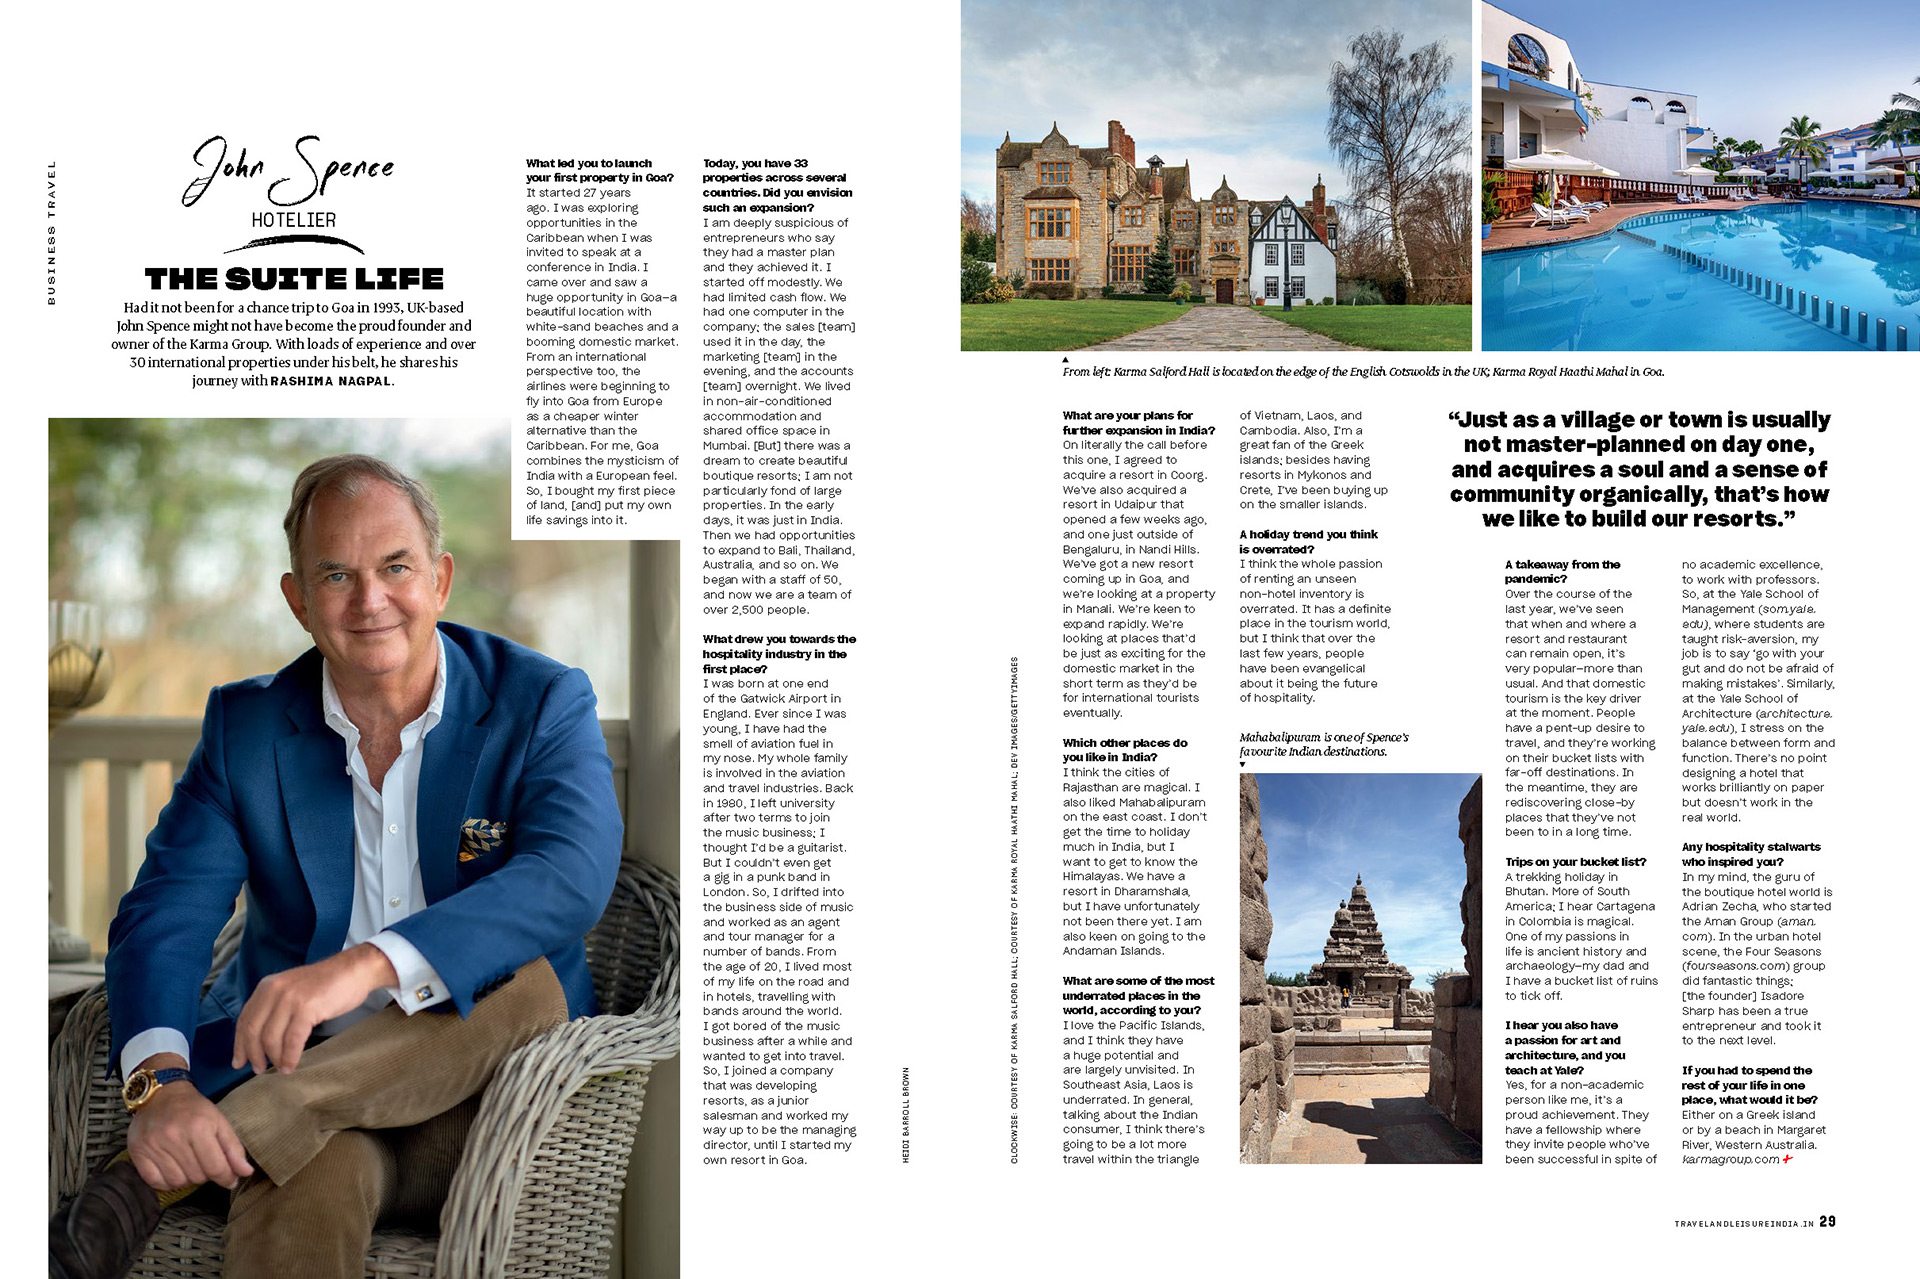 BUSINESS TRAVEL
John Spence
HOTELIER
THE SUITE LIFE
Had it not been for a chance trip to Goa in 1993, UK-based
John Spence might not have become the proud founder and
owner of the Karma Group. With loads of experience and over
30 international properties under his belt, he shares his
journey with RASHIMA NAGPAL.
What led you to launch
your first property in Goa?
It started 27 years
ago. I was exploring
opportunities in the
Caribbean when I was
invited to speak at a
conference in India. I
came over and saw a
huge opportunity in Goa—a
beautiful location with
white-sand beaches and a
booming domestic market.
From an international
perspective too, the
airlines were beginning to
fly into Goa from Europe
as a cheaper winter
alternative than the
Caribbean. For me, Goa
combines the mysticism of
India with a European feel.
So, I bought my first piece
of land, [and] put my own
life savings into it.
Today, you have 33
properties across several
countries. Did you envision
such an expansion?
I am deeply suspicious of
entrepreneurs who say
they had a master plan
and they achieved it. I
started off modestly. We
had limited cash flow. We
had one computer in the
company; the sales [team]
used it in the day, the
marketing [team] in the
evening, and the accounts
[team] overnight. We lived
in non-air-conditioned
accommodation and
shared office space in
Mumbai. [But] there was a
dream to create beautiful
boutique resorts; I am not
particularly fond of large
properties. In the early
days, it was just in India.
Then we had opportunities
to expand to Bali, Thailand,
Australia, and so on. We
began with a staff of 50,
and now we are a team of
over 2,500 people.
What drew you towards the
hospitality industry in the
first place?
I was born at one end
of the Gatwick Airport in
England. Ever since I was
young, I have had the
smell of aviation fuel in
my nose. My whole family
is involved in the aviation
and travel industries. Back
in 1980, I left university
after two terms to join
the music business; I
thought I'd be a guitarist.
But I couldn't even get
a gig in a punk band in
London. So, I drifted into
the business side of music
and worked as an agent
and tour manager for a
number of bands. From
the age of 20, I lived most
of my life on the road and
in hotels, travelling with
bands around the world.
I got bored of the music
business after a while and
wanted to get into travel.
So, I joined a company
that was developing
resorts, as a junior
salesman and worked my
way up to be the managing
director, until I started my
own resort in Goa.
HEIDI BARROLL BROWN
CLOCKWISE: COURTESY OF KARMA SALFORD HALL; COURTESY OF KARMA ROYAL HAATHI MAHAL; DEV IMAGES/GETTYIMAGES
From left: Karma Salford Hall is located on the edge of the English Cotswolds in the UK; Karma Royal Haathi Mahal in Goa.
What are your plans for
further expansion in India?
On literally the call before
this one, I agreed to
acquire a resort in Coorg.
We've also acquired a
resort in Udaipur that
opened a few weeks ago,
and one just outside of
Bengaluru, in Nandi Hills.
We've got a new resort
coming up in Goa, and
we're looking at a property
in Manali. We're keen to
expand rapidly. We're
looking at places that'd
be just as exciting for the
domestic market in the
short term as they'd be
for international tourists
eventually.
Which other places do
you like in India?
I think the cities of
Rajasthan are magical. I
also liked Mahabalipuram
on the east coast. I don't
get the time to holiday
much in India, but I
want to get to know the
Himalayas. We have a
resort in Dharamshala,
but I have unfortunately
not been there yet. I am
also keen on going to the
Andaman Islands.
What are some of the most
underrated places in the
world, according to you?
I love the Pacific Islands,
and I think they have
a huge potential and
are largely unvisited. In
Southeast Asia, Laos is
underrated. In general,
talking about the Indian
consumer, I think there's
going to be a lot more
travel within the triangle
of Vietnam, Laos, and
Cambodia. Also, I'm a
great fan of the Greek
islands; besides having
resorts in Mykonos and
Crete, I've been buying up
on the smaller islands.
A holiday trend you think
is overrated?
I think the whole passion
of renting an unseen
non-hotel inventory is
overrated. It has a definite
place in the tourism world,
but I think that over the
last few years, people
have been evangelical
about it being the future
of hospitality.
Mahabalipuram is one of Spence's
favourite Indian destinations.
“Just as a village or town is usually
not master-planned on day one,
and acquires a soul and a sense of
community organically, that's how
we like to build our resorts.”
A takeaway from the
pandemic?
Over the course of the
last year, we've seen
that when and where a
resort and restaurant
can remain open, it's
very popular—more than
usual. And that domestic
tourism is the key driver
at the moment. People
have a pent-up desire to
travel, and they're working
on their bucket lists with
far-off destinations. In
the meantime, they are
rediscovering close-by
places that they've not
been to in a long time.
Trips on your bucket list?
A trekking holiday in
Bhutan. More of South
America; I hear Cartagena
in Colombia is magical.
One of my passions in
life is ancient history and
archaeology—my dad and
I have a bucket list of ruins
to tick off.
I hear you also have
a passion for art and
architecture, and you
teach at Yale?
Yes, for a non-academic
person like me, it's a
proud achievement. They
have a fellowship where
they invite people who've
been successful in spite of
no academic excellence,
to work with professors.
So, at the Yale School of
Management (som.yale.
edu), where students are
taught risk-aversion, my
job is to say 'go with your
gut and do not be afraid of
making mistakes'. Similarly,
at the Yale School of
Architecture (architecture.
yale.edu), I stress on the
balance between form and
function. There's no point
designing a hotel that
works brilliantly on paper
but doesn't work in the
real world.
Any hospitality stalwarts
who inspired you?
In my mind, the guru of
the boutique hotel world is
Adrian Zecha, who started
the Aman Group (aman.
com). In the urban hotel
scene, the Four Seasons
(fourseasons.com) group
did fantastic things;
[the founder] Isadore
Sharp has been a true
entrepreneur and took it
to the next level.
If you had to spend the
rest of your life in one
place, what would it be?
Either on a Greek island
or by a beach in Margaret
River, Western Australia.
karmagroup.com
TRAVELANDLEISUREINDIA.IN 29